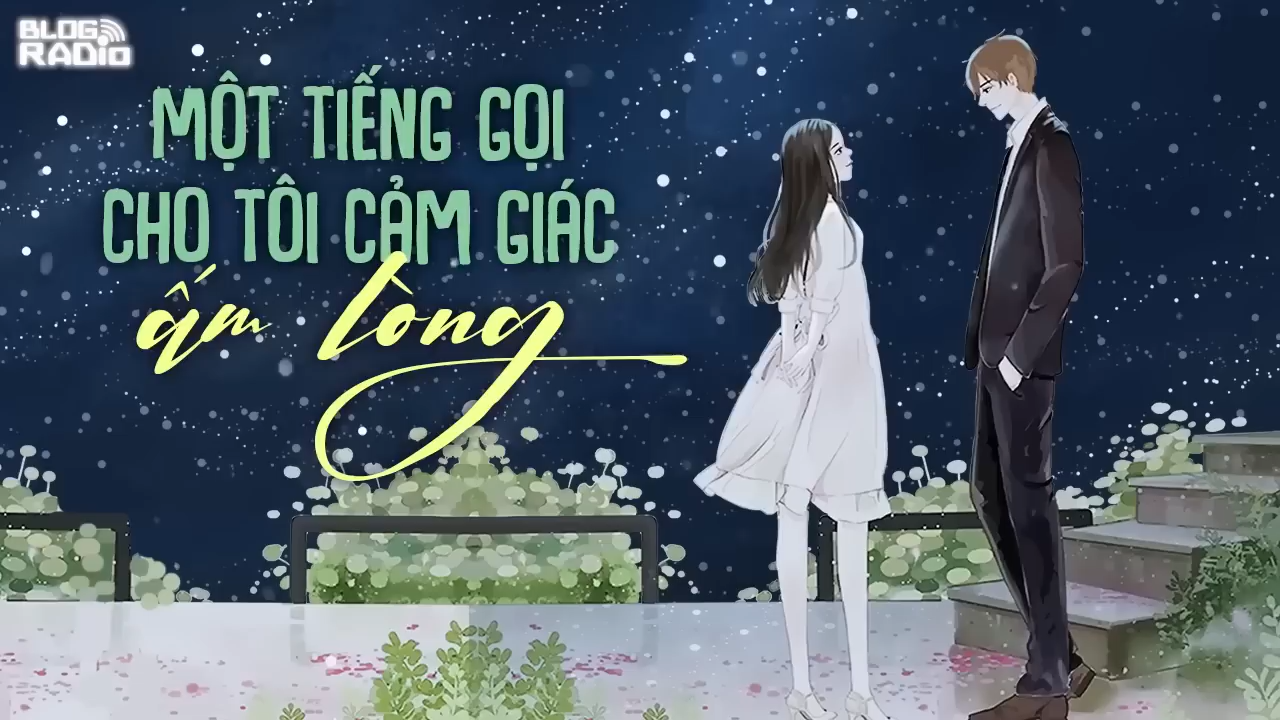 BLOG
RADIO
MỘT TIẾNG GỌI
CHO TÔI CẢM GIÁC
ấm lòng